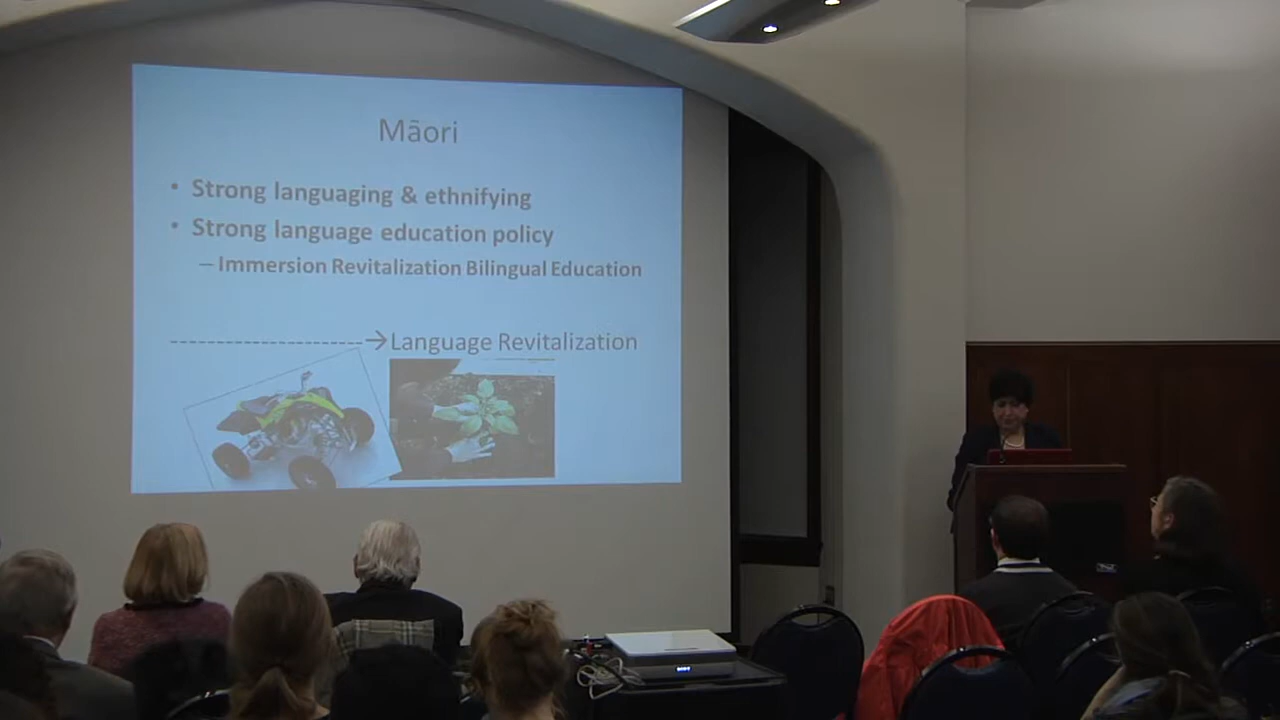 Māori
• Strong languaging & ethnifying
• Strong language education policy
– Immersion Revitalization Bilingual Education
---------------------→Language Revitalization